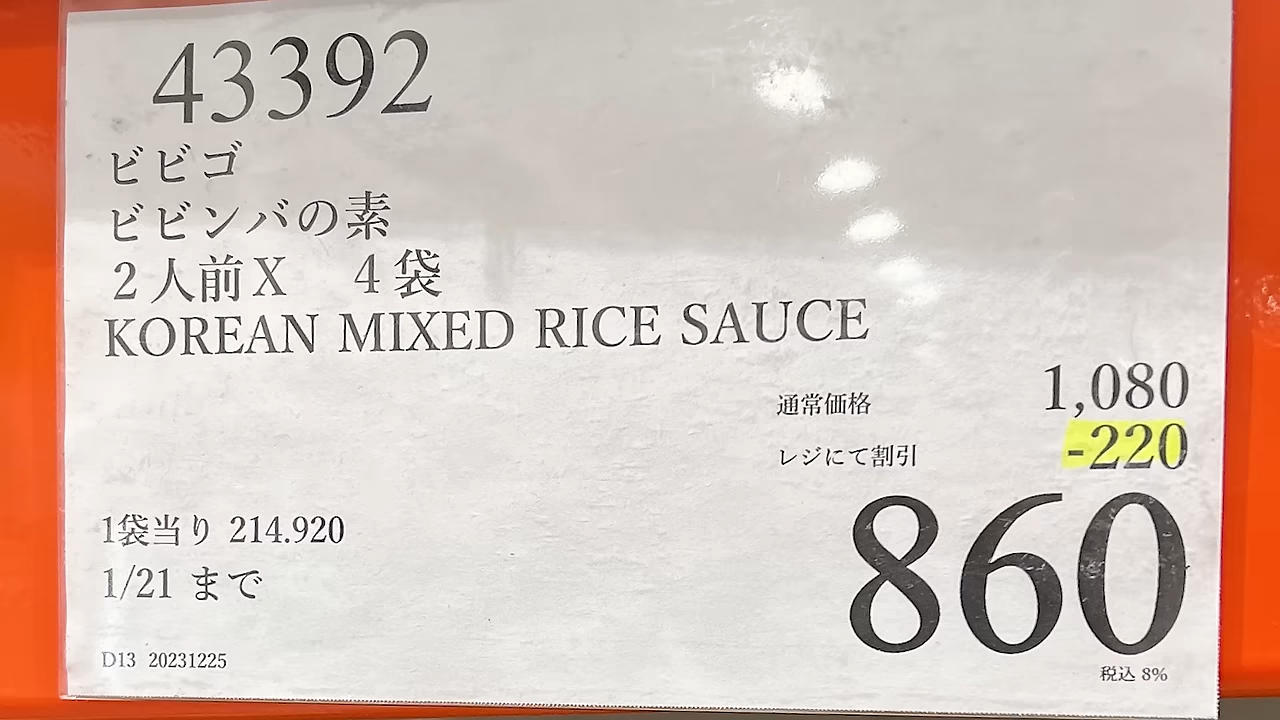 43392
ビビゴ
ビビンバの素
２人前Ｘ　４袋
KOREAN MIXED RICE SAUCE
通常価格 1,080
レジにて割引 -220
860
1袋当り 214.920
1/21 まで
税込 8%
D13 20231225